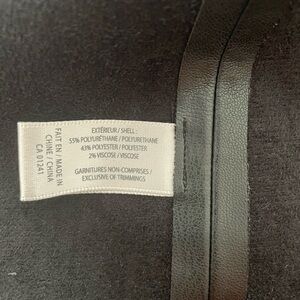 EXTÉRIEUR / SHELL :
55% POLYURÉTHANE / POLYURETHANE
43% POLYESTER / POLYESTER
2% VISCOSE / VISCOSE
GARNITURES NON-COMPRISES /
EXCLUSIVE OF TRIMMINGS
FAIT EN / MADE IN
CHINE / CHINA
CA 01241